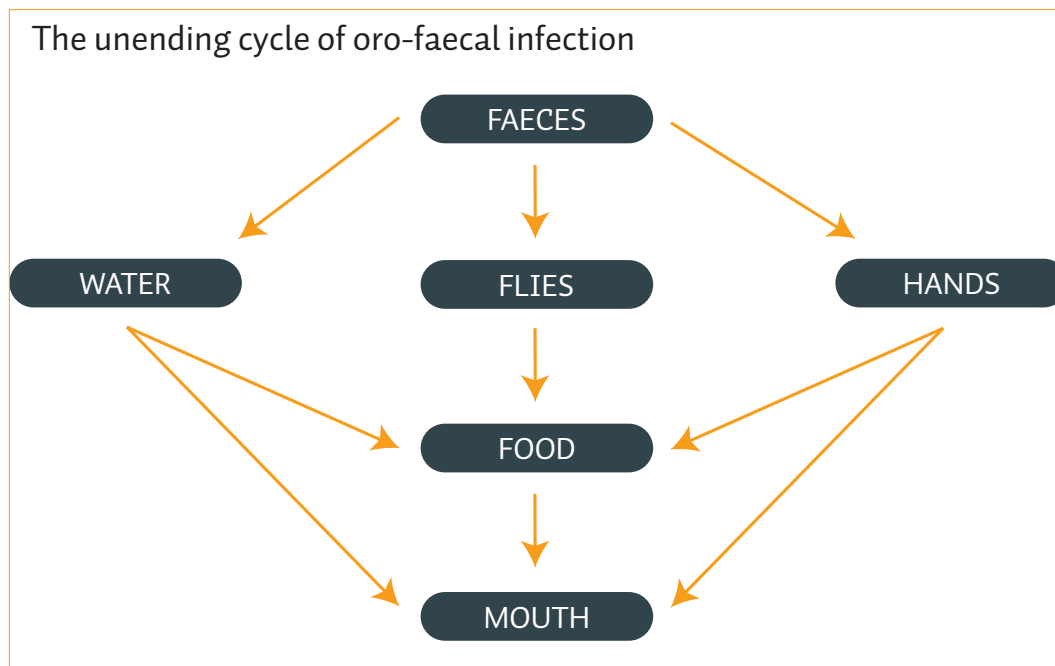 The unending cycle of oro-faecal infection
FAECES
WATER
FLIES
HANDS
FOOD
MOUTH